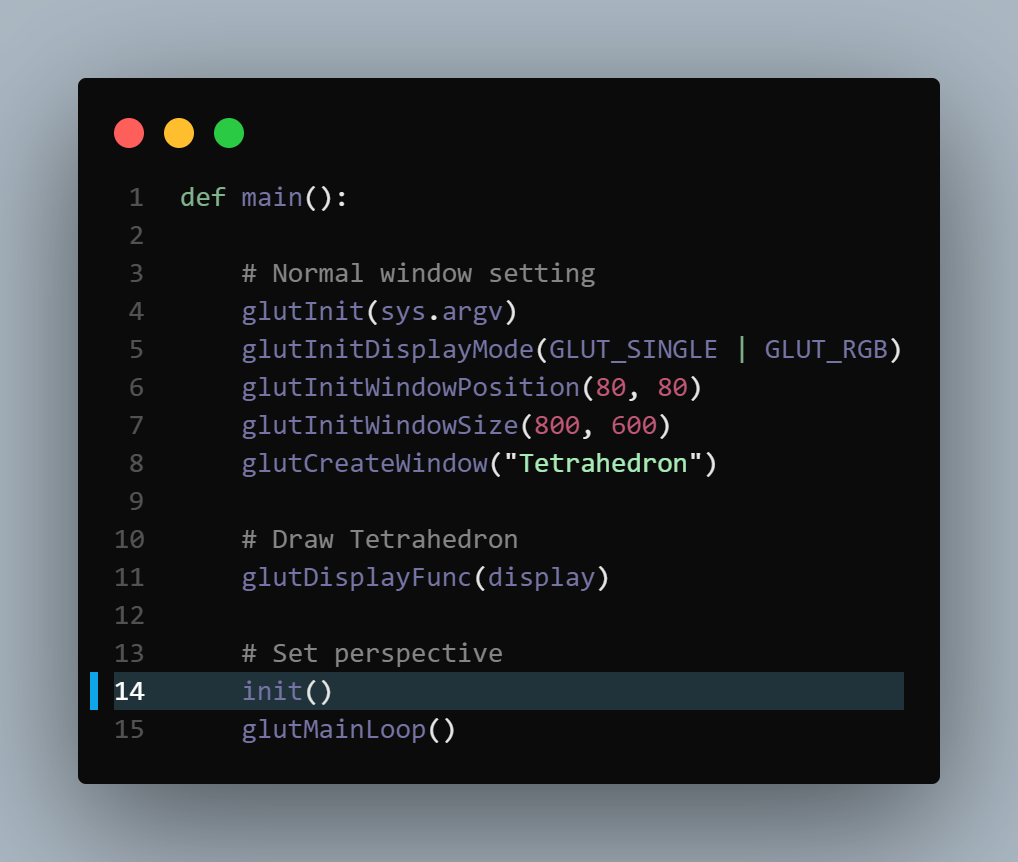 1 def main():
2
3     # Normal window setting
4     glutInit(sys.argv)
5     glutInitDisplayMode(GLUT_SINGLE | GLUT_RGB)
6     glutInitWindowPosition(80, 80)
7     glutInitWindowSize(800, 600)
8     glutCreateWindow("Tetrahedron")
9
10     # Draw Tetrahedron
11     glutDisplayFunc(display)
12
13     # Set perspective
14     init()
15     glutMainLoop()